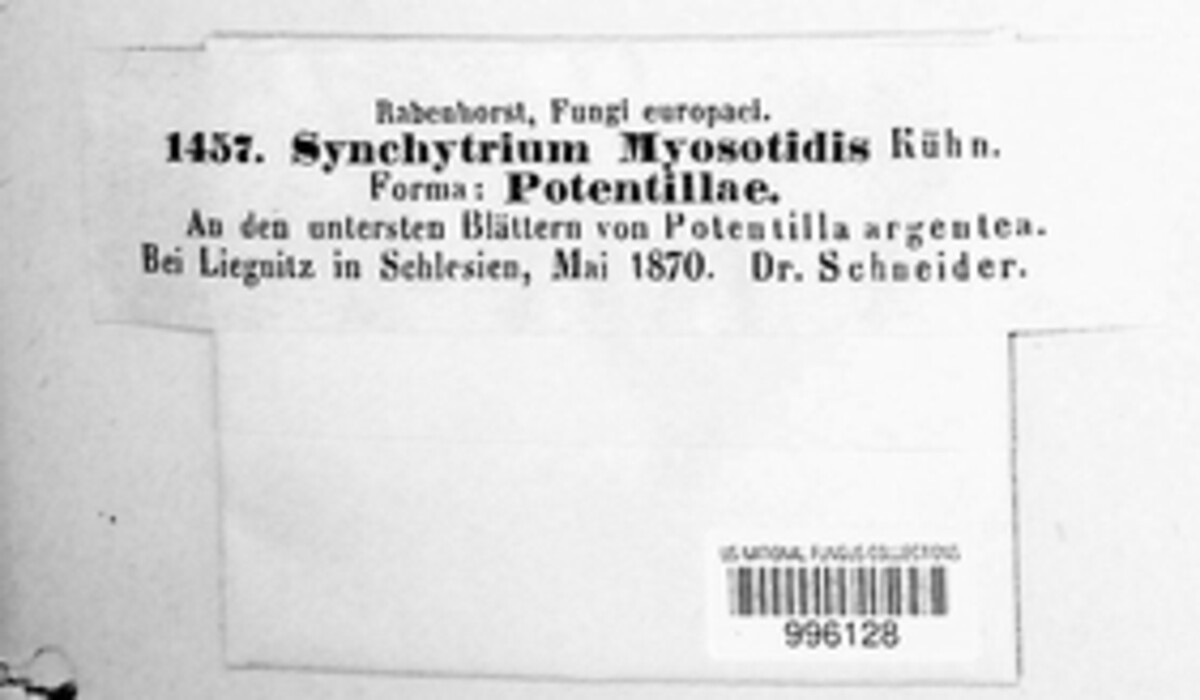 Rabenhorst, Fungi europaei.
1457. Synchytrium Myosotidis Kühn.
Forma: Potentillae.
An den untersten Blättern von Potentilla argentea.
Bei Liegnitz in Schlesien, Mai 1870. Dr. Schneider.
US NATIONAL FUNGUS COLLECTIONS
996128